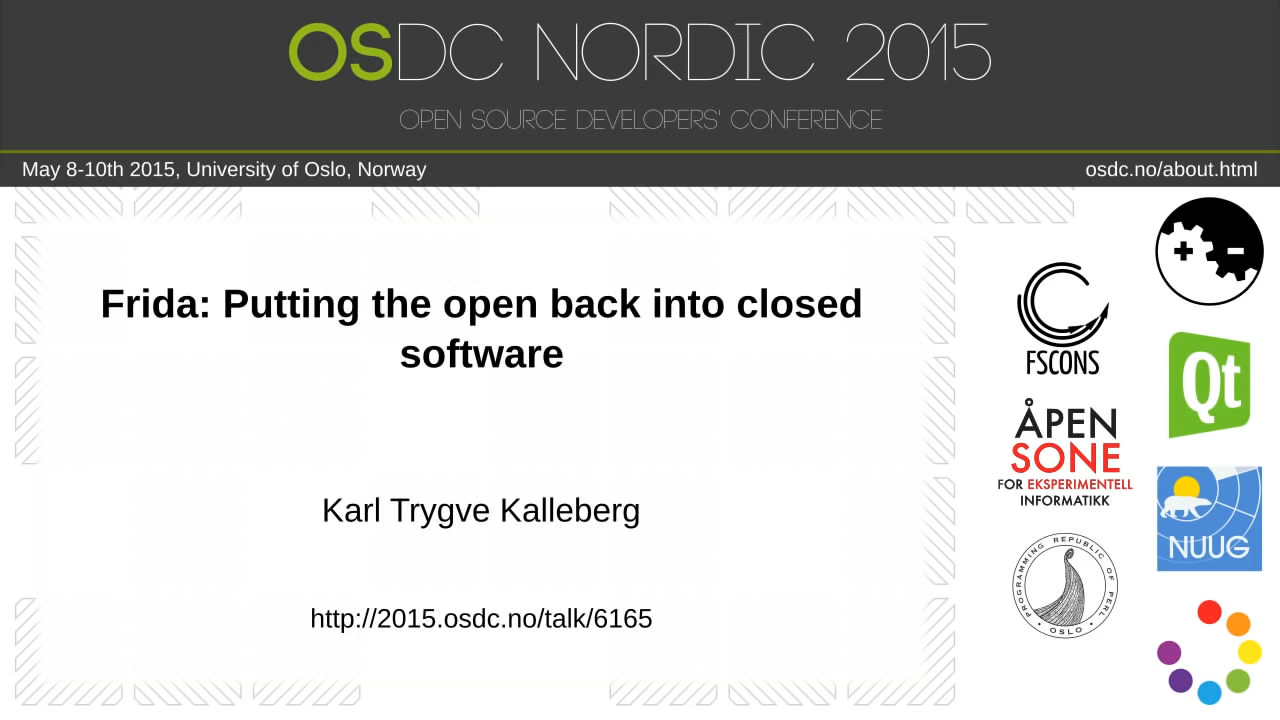 OSDC NORDIC 2015
OPEN SOURCE DEVELOPERS' CONFERENCE
May 8-10th 2015, University of Oslo, Norway
osdc.no/about.html
Frida: Putting the open back into closed
software
Karl Trygve Kalleberg
http://2015.osdc.no/talk/6165
FSCONS
Qt
ÅPEN
SONE
FOR EKSPERIMENTELL
INFORMATIKK
NUUG
PROGRAMMING REPUBLIC OF PERL
• OSLO •